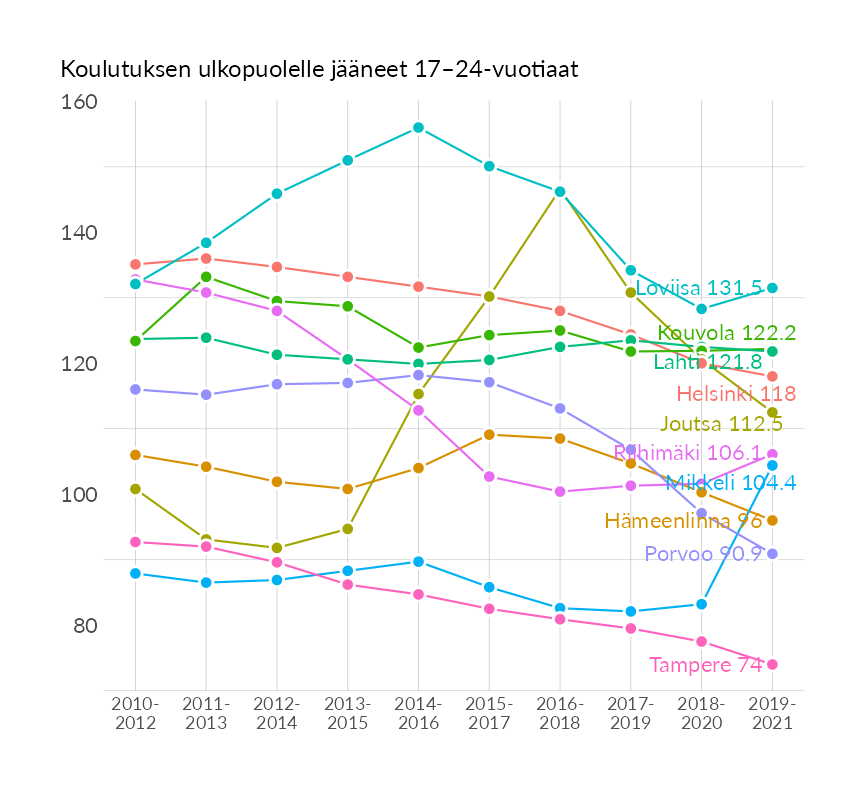 Koulutuksen ulkopuolelle jääneet 17–24-vuotiaat
160
140
120
100
80
Loviisa 131.5
Kouvola 122.2
Lahti 121.8
Helsinki 118
Joutsa 112.5
Riihimäki 106.1
Mikkeli 104.4
Hämeenlinna 96
Porvoo 90.9
Tampere 74
2010-
2012
2011-
2013
2012-
2014
2013-
2015
2014-
2016
2015-
2017
2016-
2018
2017-
2019
2018-
2020
2019-
2021